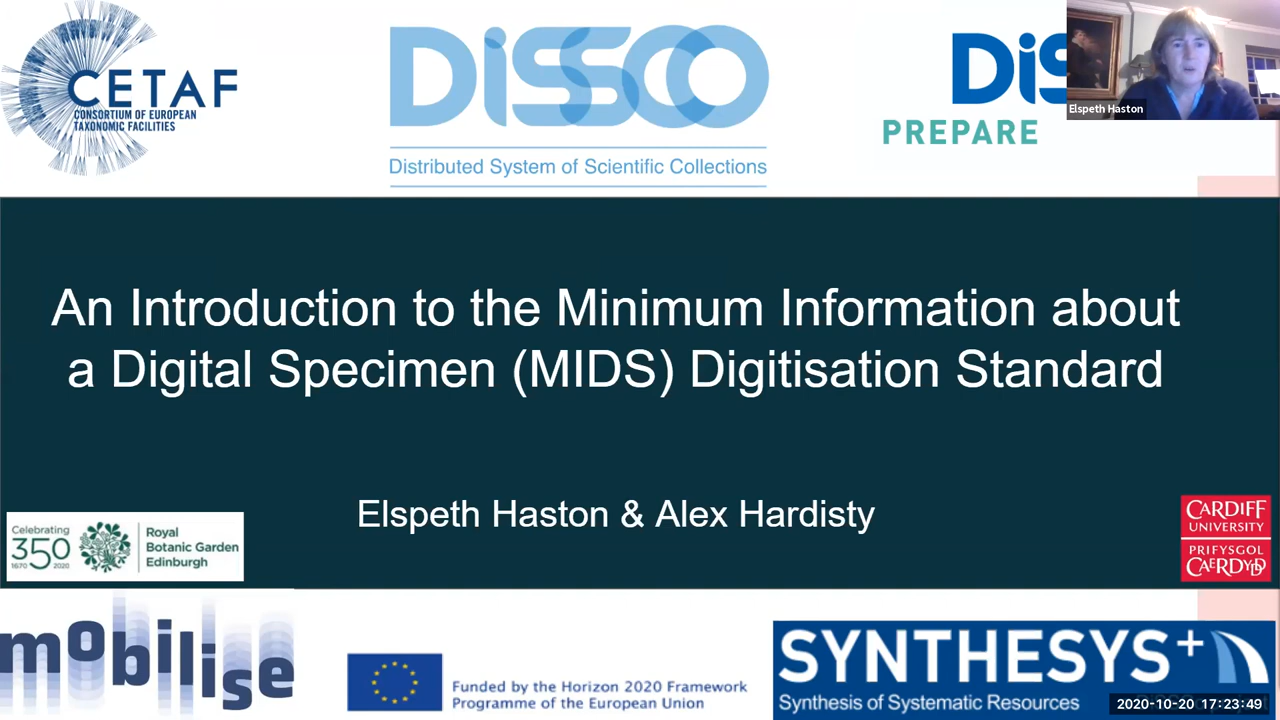 CETAF
CONSORTIUM OF EUROPEAN
TAXONOMIC FACILITIES
DiSSCO
Distributed System of Scientific Collections
DiS
PREPARE
Elspeth Haston
An Introduction to the Minimum Information about
a Digital Specimen (MIDS) Digitisation Standard
Elspeth Haston & Alex Hardisty
Celebrating
350
1670 2020
Royal
Botanic Garden
Edinburgh
CARDIFF
UNIVERSITY
PRIFYSGOL
CAERDYDD
mobilise
Funded by the Horizon 2020 Framework
Programme of the European Union
SYNTHESYS+
Synthesis of Systematic Resources
2020-10-20 17:23:49